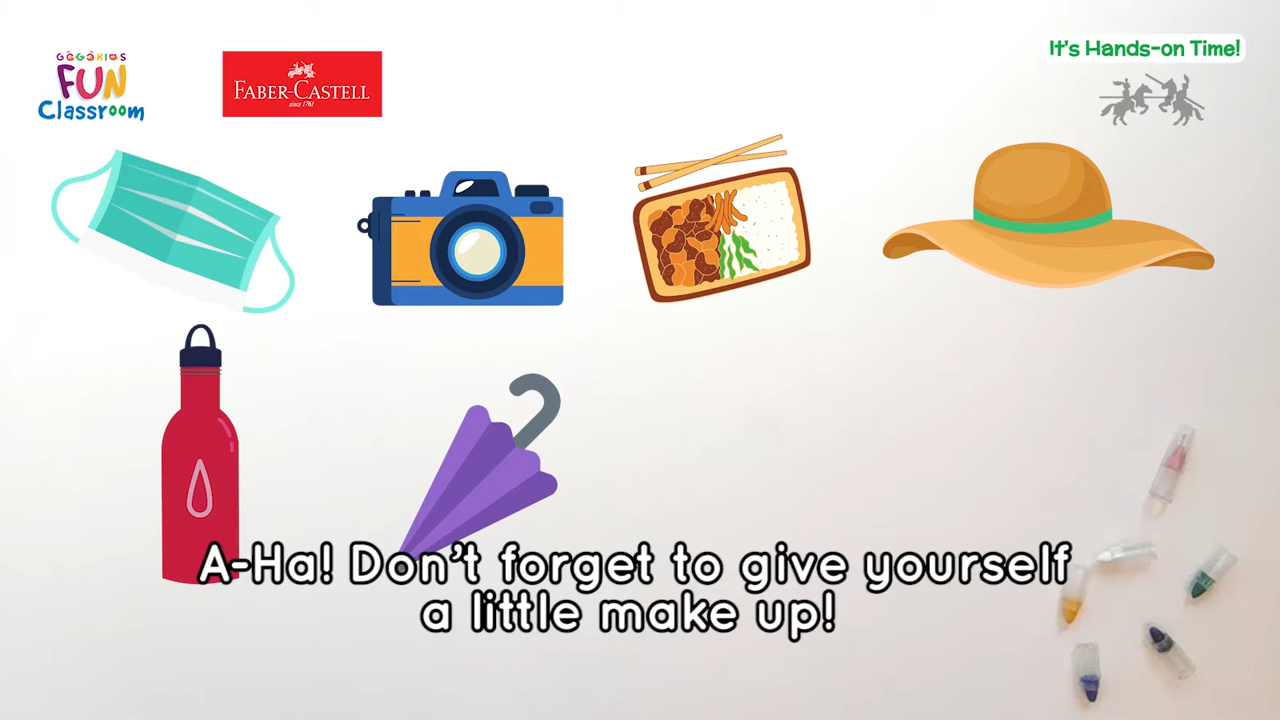 GOGOKIDS
FUN
Classroom
FABER-CASTELL
since 1761
It's Hands-on Time!
A-Ha! Don't forget to give yourself
a little make up!